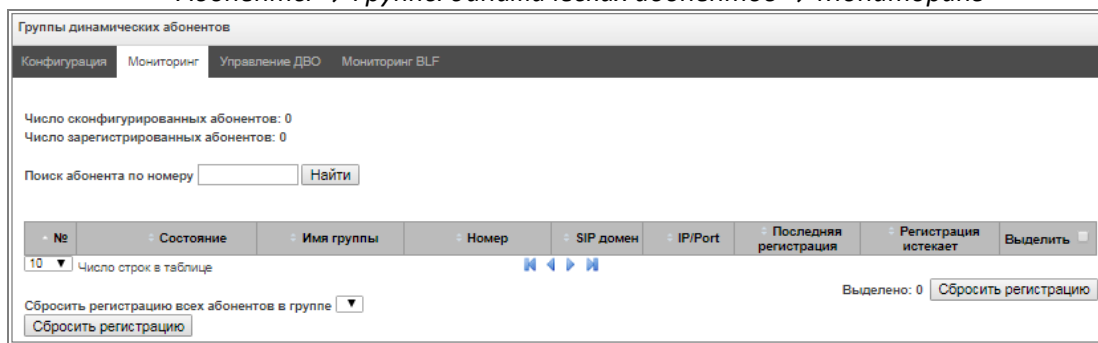 Абоненты → Группы динамических абонентов → Мониторинг
Группы динамических абонентов
Конфигурация Мониторинг Управление ДВО Мониторинг BLF
Число сконфигурированных абонентов: 0
Число зарегистрированных абонентов: 0
Поиск абонента по номеру Найти
№ Состояние Имя группы Номер SIP домен IP/Port Последняя регистрация Регистрация истекает Выделить
10 Число строк в таблице
Выделено: 0 Сбросить регистрацию
Сбросить регистрацию всех абонентов в группе
Сбросить регистрацию